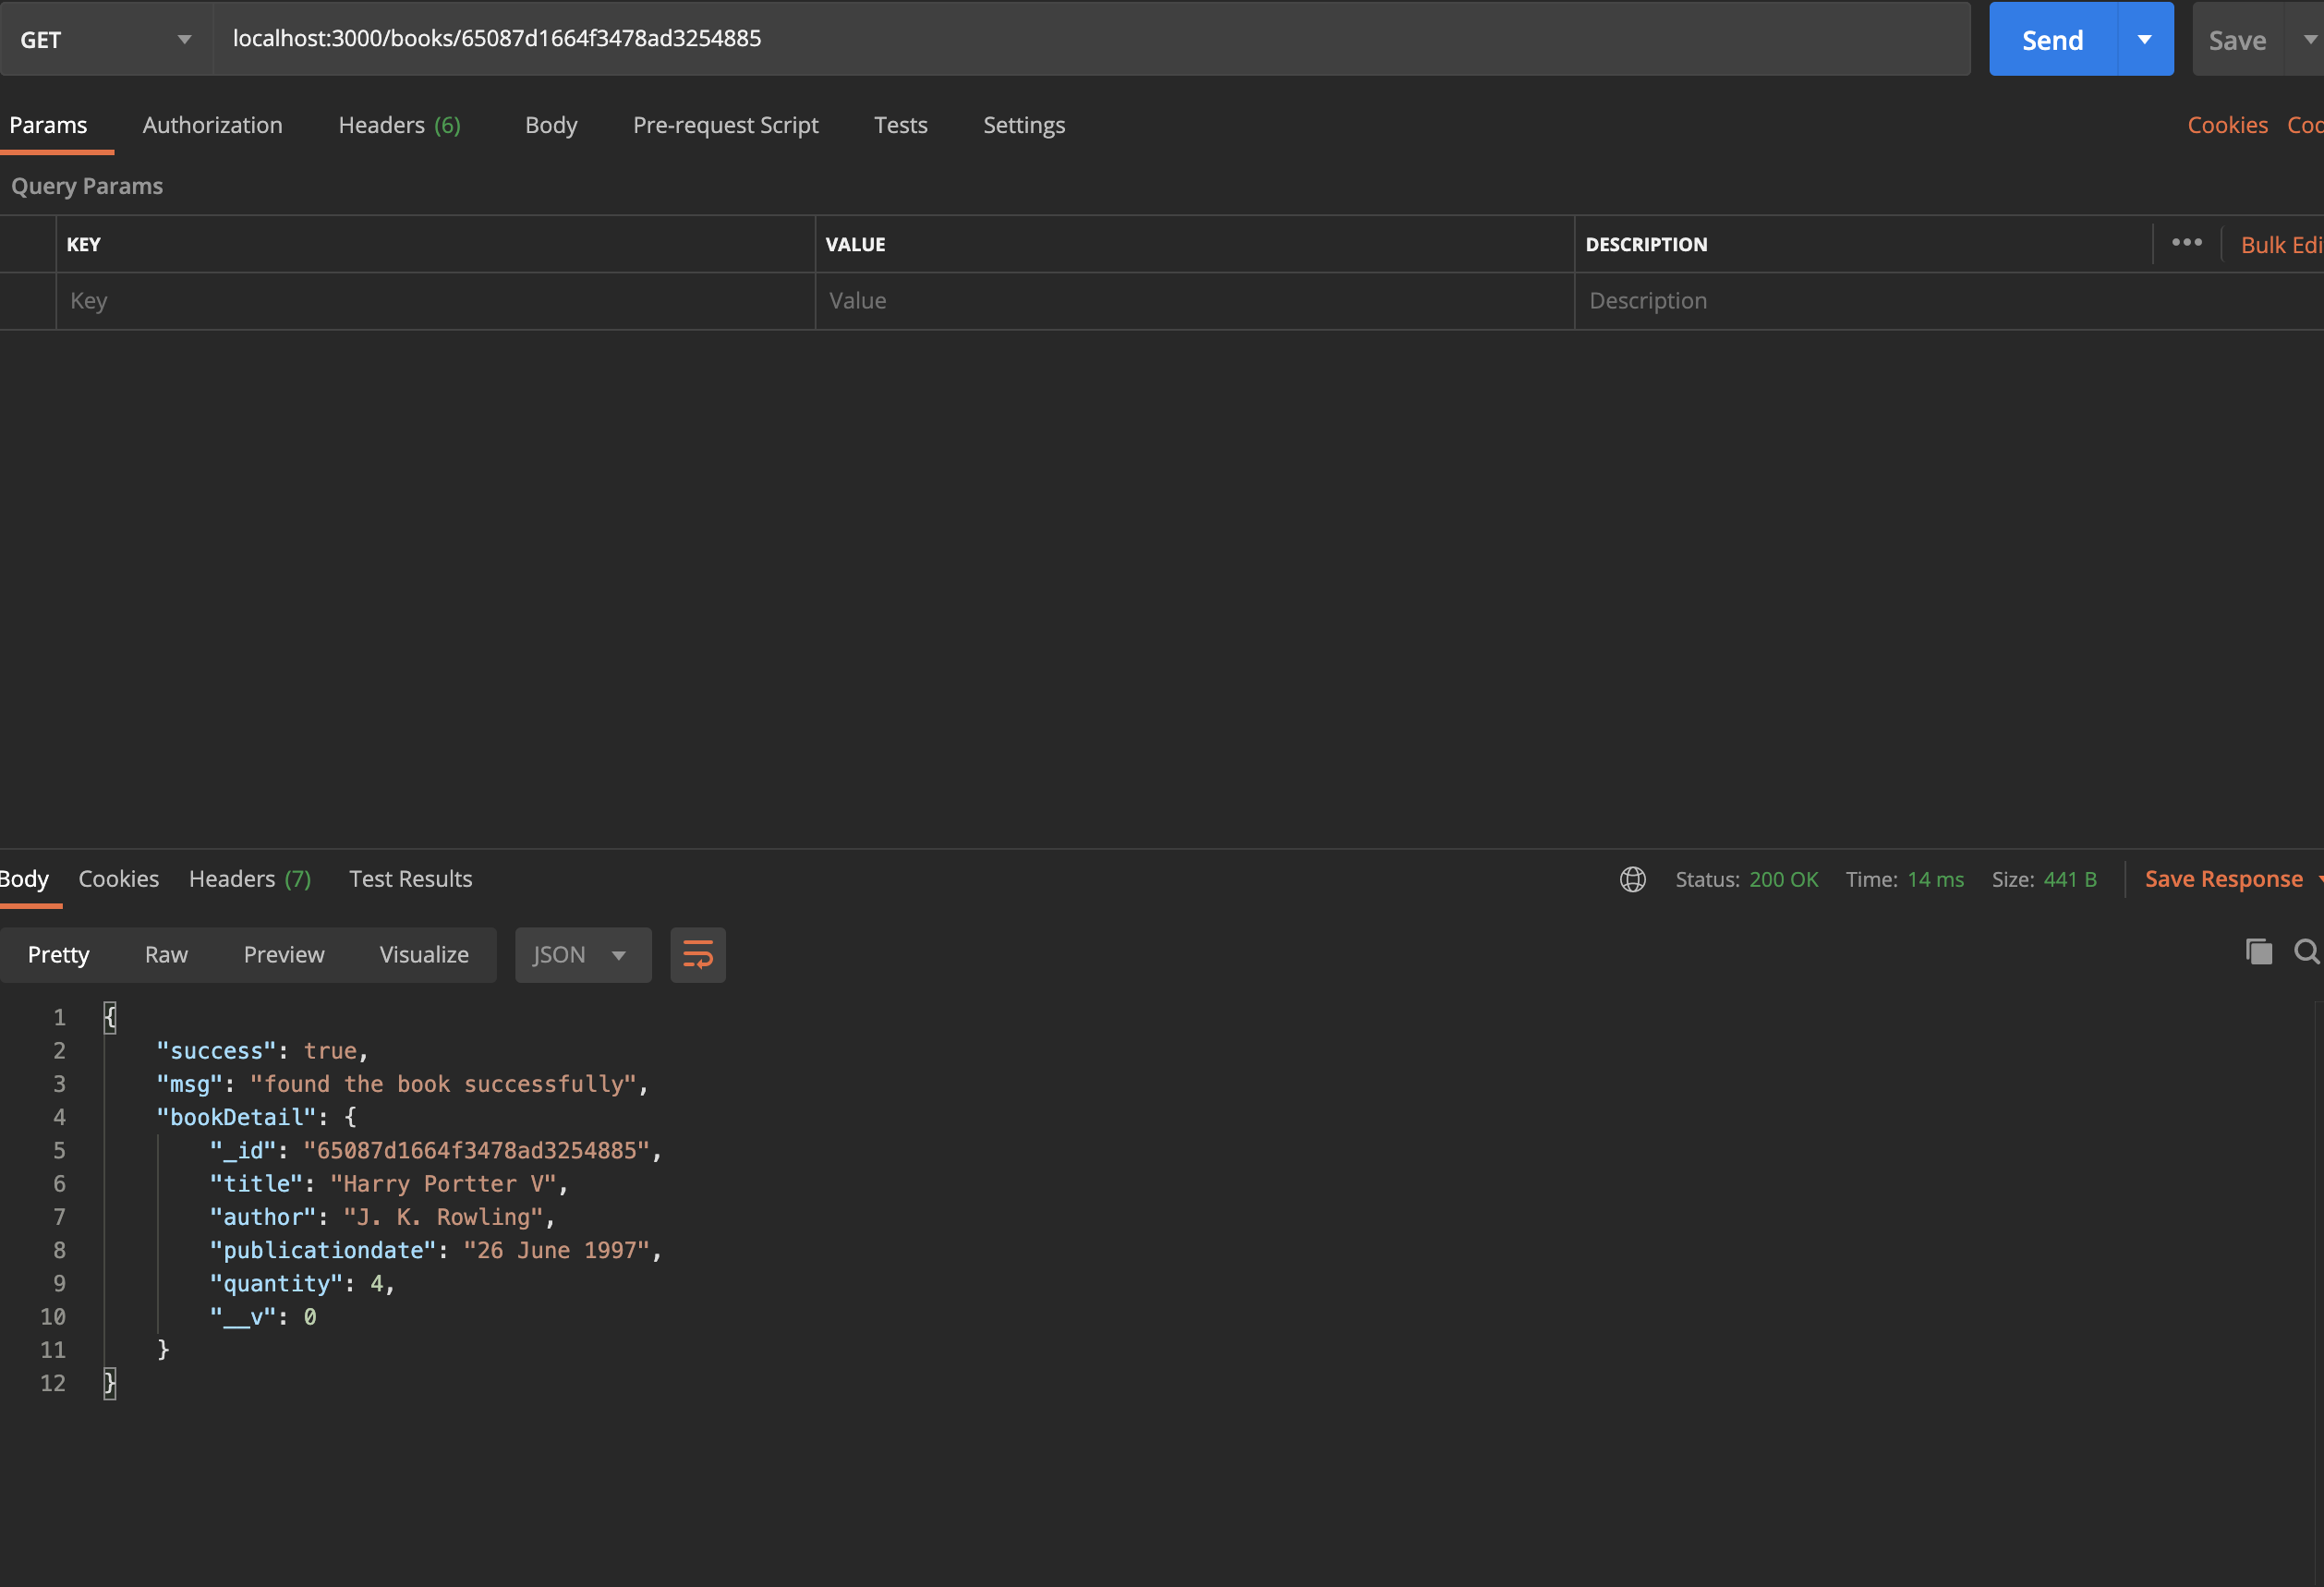 GET localhost:3000/books/65087d1664f3478ad3254885 Send Save
Params Authorization Headers (6) Body Pre-request Script Tests Settings Cookies Cod
Query Params
KEY VALUE DESCRIPTION ••• Bulk Edi
Key Value Description
Body Cookies Headers (7) Test Results Status: 200 OK Time: 14 ms Size: 441 B Save Response
Pretty Raw Preview Visualize JSON
1 {
2 "success": true,
3 "msg": "found the book successfully",
4 "bookDetail": {
5 "_id": "65087d1664f3478ad3254885",
6 "title": "Harry Portter V",
7 "author": "J. K. Rowling",
8 "publicationdate": "26 June 1997",
9 "quantity": 4,
10 "__v": 0
11 }
12 }